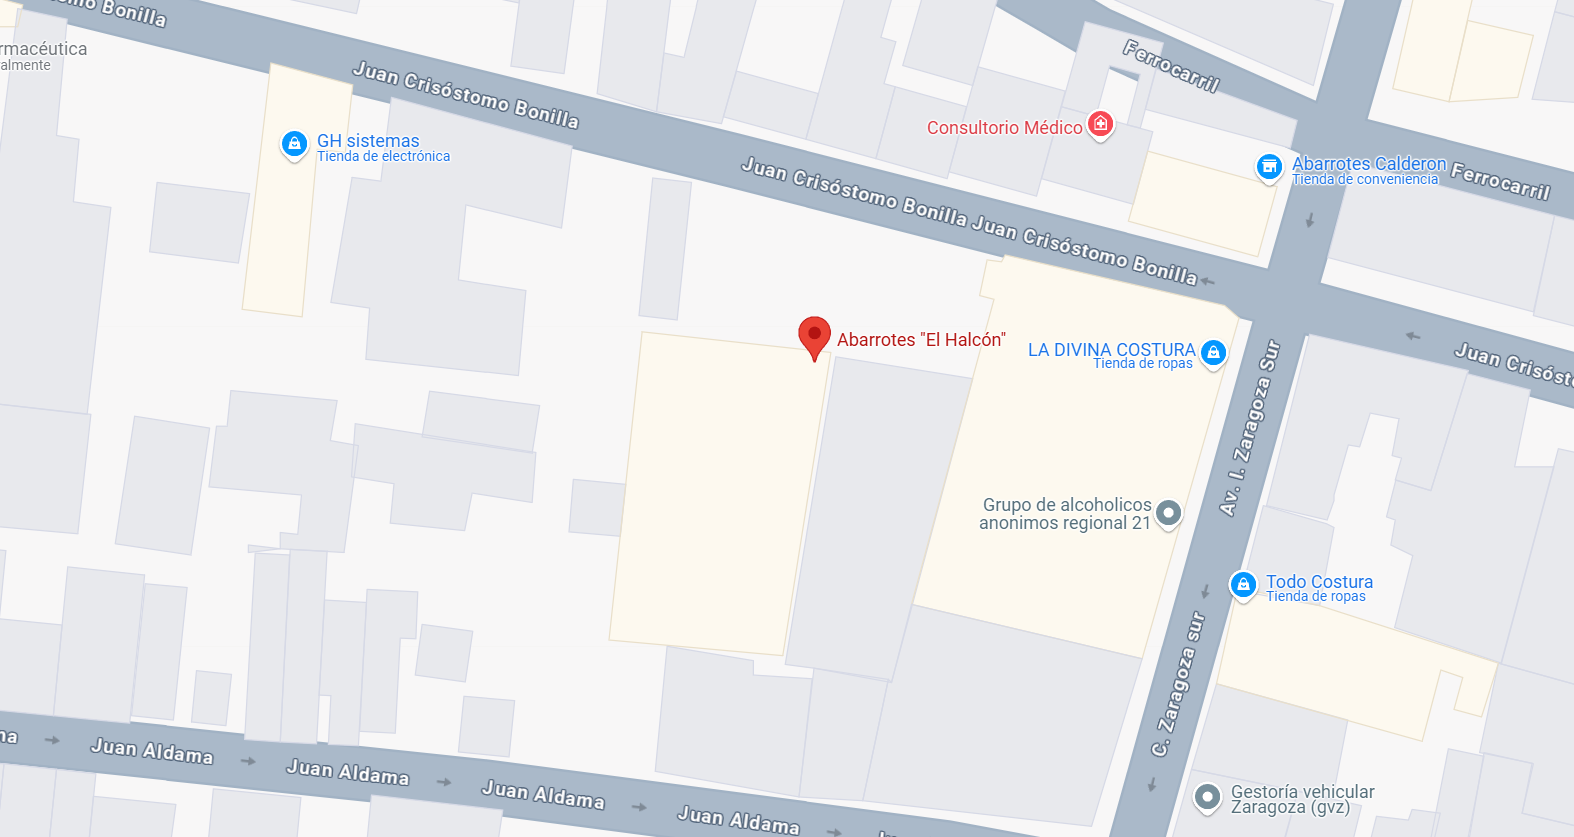 omo Bonilla
rmacéutica
almente
Juan Crisóstomo Bonilla
Ferrocarril
GH sistemas
Tienda de electrónica
Consultorio Médico
Abarrotes Calderon
Tienda de conveniencia
Ferrocarril
Juan Crisóstomo Bonilla
Juan Crisóstomo Bonilla
Abarrotes "El Halcón"
LA DIVINA COSTURA
Tienda de ropas
Juan Crisósto
Av. I. Zaragoza Sur
Grupo de alcoholicos
anonimos regional 21
Todo Costura
Tienda de ropas
C. Zaragoza sur
ma
Juan Aldama
Juan Aldama
Juan Aldama
Juan Aldama
Gestoría vehicular
Zaragoza (gvz)